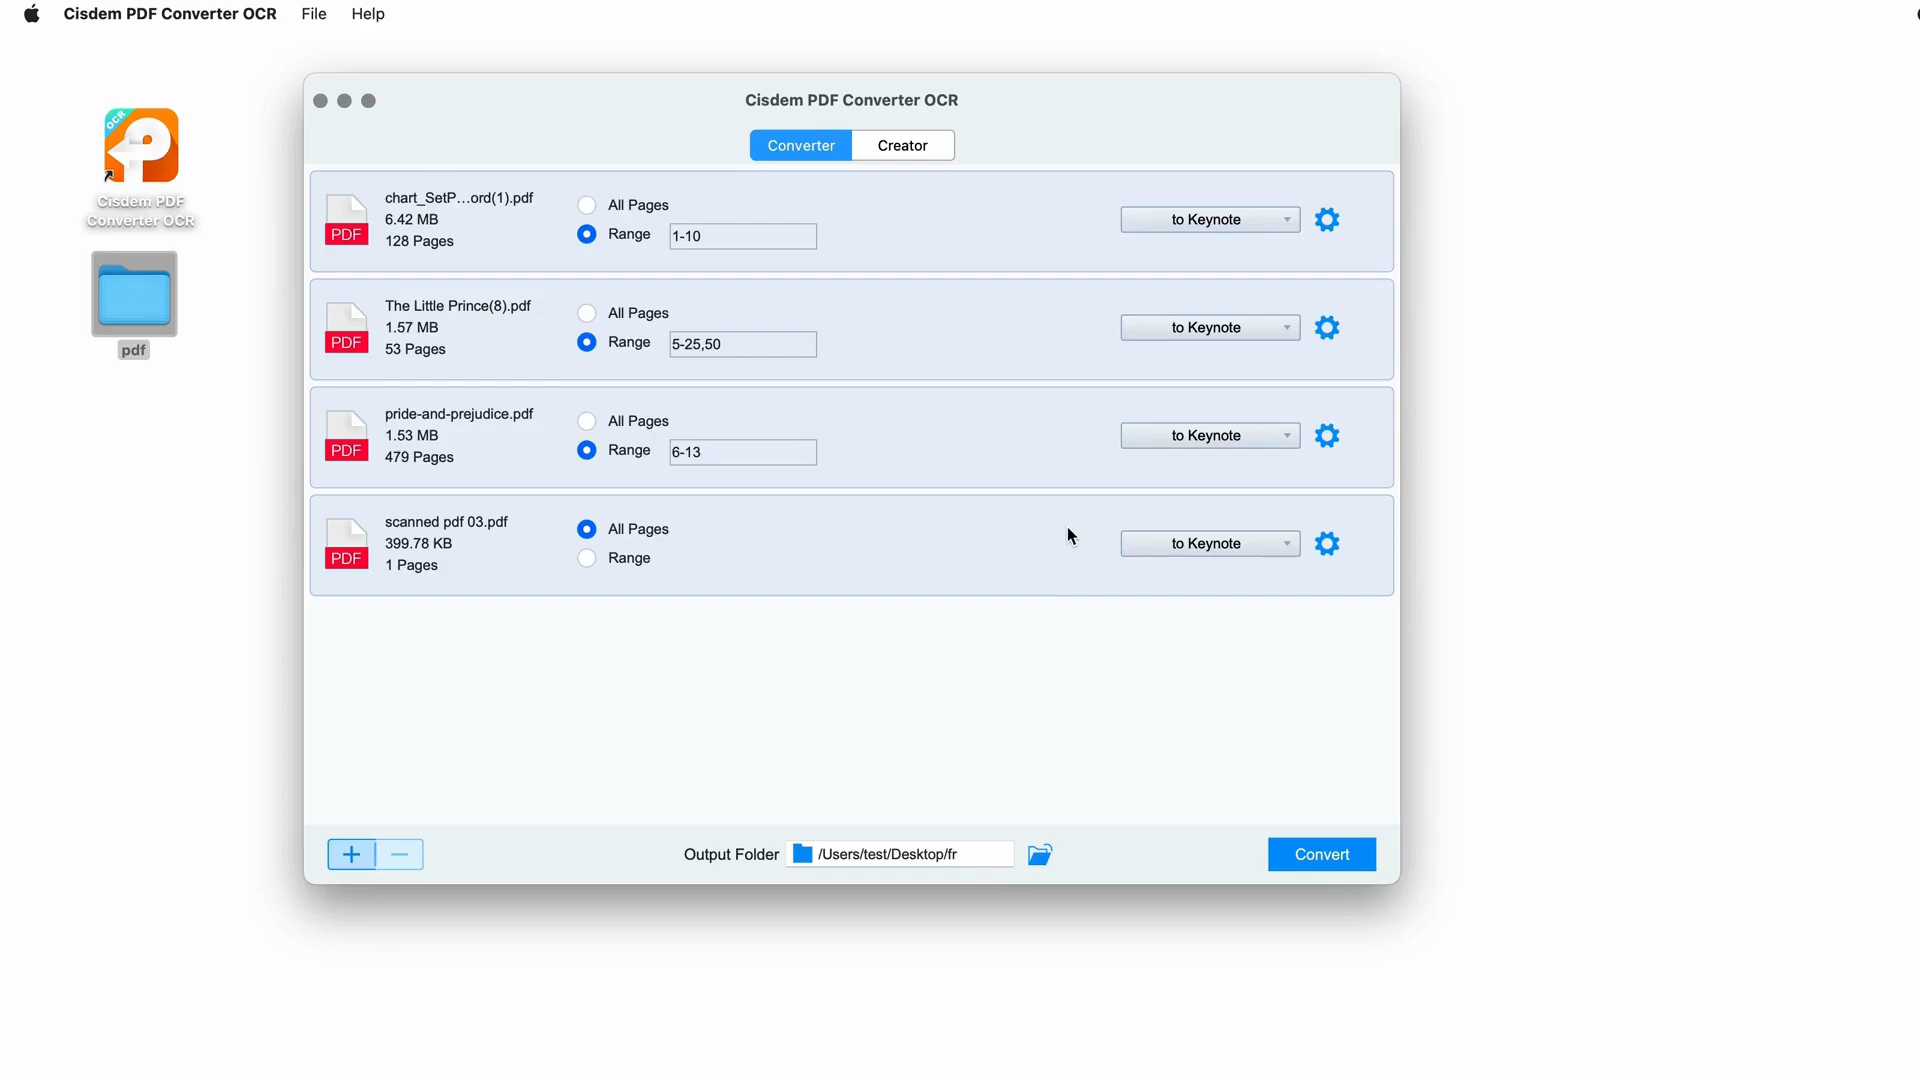 Cisdem PDF Converter OCR File Help
OCR
Cisdem PDF
Converter OCR
pdf
Cisdem PDF Converter OCR
Converter Creator
PDF
chart_SetP…ord(1).pdf
6.42 MB
128 Pages
All Pages
Range 1-10
to Keynote
PDF
The Little Prince(8).pdf
1.57 MB
53 Pages
All Pages
Range 5-25,50
to Keynote
PDF
pride-and-prejudice.pdf
1.53 MB
479 Pages
All Pages
Range 6-13
to Keynote
PDF
scanned pdf 03.pdf
399.78 KB
1 Pages
All Pages
Range
to Keynote
Output Folder /Users/test/Desktop/fr
Convert